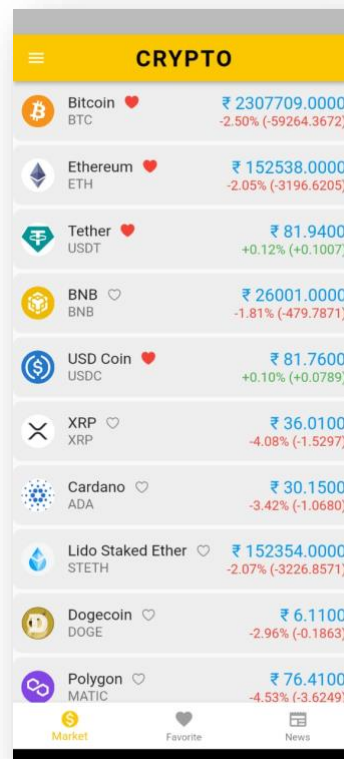 CRYPTO
Bitcoin ₹ 2307709.0000
BTC -2.50% (-59264.3672)
Ethereum ₹ 152538.0000
ETH -2.05% (-3196.6205)
Tether ₹ 81.9400
USDT +0.12% (+0.1007)
BNB ₹ 26001.0000
BNB -1.81% (-479.7871)
USD Coin ₹ 81.7600
USDC +0.10% (+0.0789)
XRP ₹ 36.0100
XRP -4.08% (-1.5297)
Cardano ₹ 30.1500
ADA -3.42% (-1.0680)
Lido Staked Ether ₹ 152354.0000
STETH -2.07% (-3226.8571)
Dogecoin ₹ 6.1100
DOGE -2.96% (-0.1863)
Polygon ₹ 76.4100
MATIC -4.53% (-3.6249)
Market Favorite News